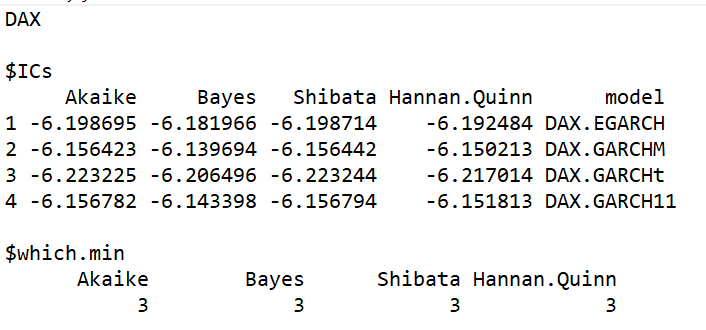 DAX
$ICs
Akaike Bayes Shibata Hannan.Quinn model
1 -6.198695 -6.181966 -6.198714 -6.192484 DAX.EGARCH
2 -6.156423 -6.139694 -6.156442 -6.150213 DAX.GARCHM
3 -6.223225 -6.206496 -6.223244 -6.217014 DAX.GARCHt
4 -6.156782 -6.143398 -6.156794 -6.151813 DAX.GARCH11
$which.min
Akaike Bayes Shibata Hannan.Quinn
3 3 3 3